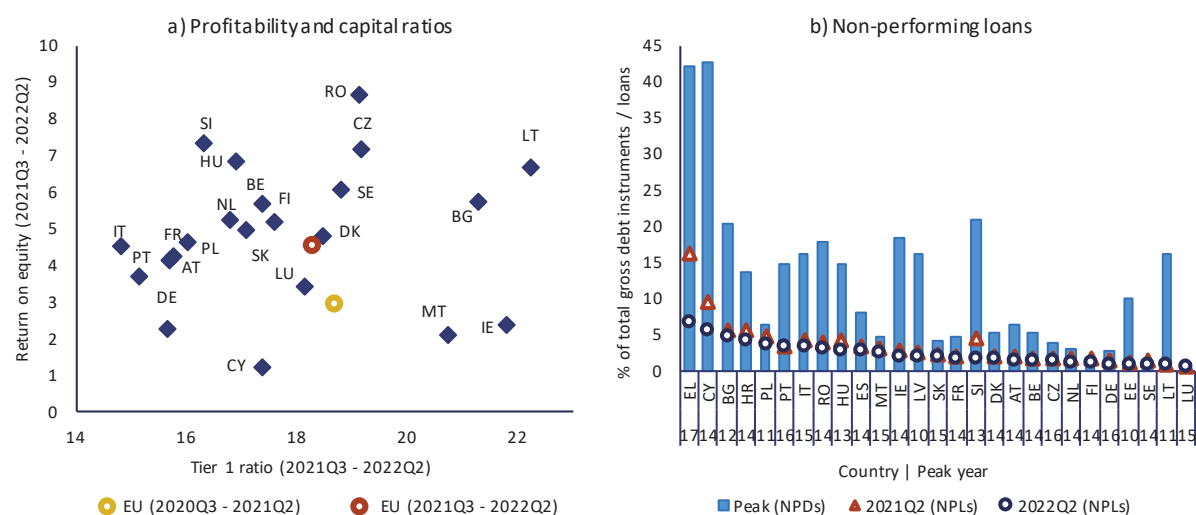 a) Profitability and capital ratios
Return on equity (2021Q3 - 2022Q2)
10
9
8
7
6
5
4
3
2
1
0
RO
SI
CZ
LT
HU
BE
FI
SE
NL
BG
IT
FR
PL
SK
DK
PT
AT
LU
DE
MT
IE
CY
14 16 18 20 22
Tier 1 ratio (2021Q3 - 2022Q2)
EU (2020Q3 - 2021Q2) EU (2021Q3 - 2022Q2)
b) Non-performing loans
% of total gross debt instruments / loans
45
40
35
30
25
20
15
10
5
0
EL CY BG HR PL PT IT RO HU ES MT IE LV SK FR SI DK AT BE CZ NL FI DE EE SE LT LU
17 14 12 14 11 16 15 14 13 14 15 14 10 15 14 13 14 14 14 16 14 14 16 10 14 11 15
Country | Peak year
Peak (NPDs) 2021Q2 (NPLs) 2022Q2 (NPLs)